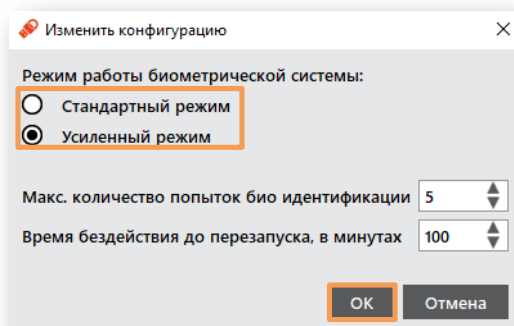 Изменить конфигурацию
Режим работы биометрической системы:
Стандартный режим
Усиленный режим
Макс. количество попыток био идентификации 5
Время бездействия до перезапуска, в минутах 100
ОК Отмена